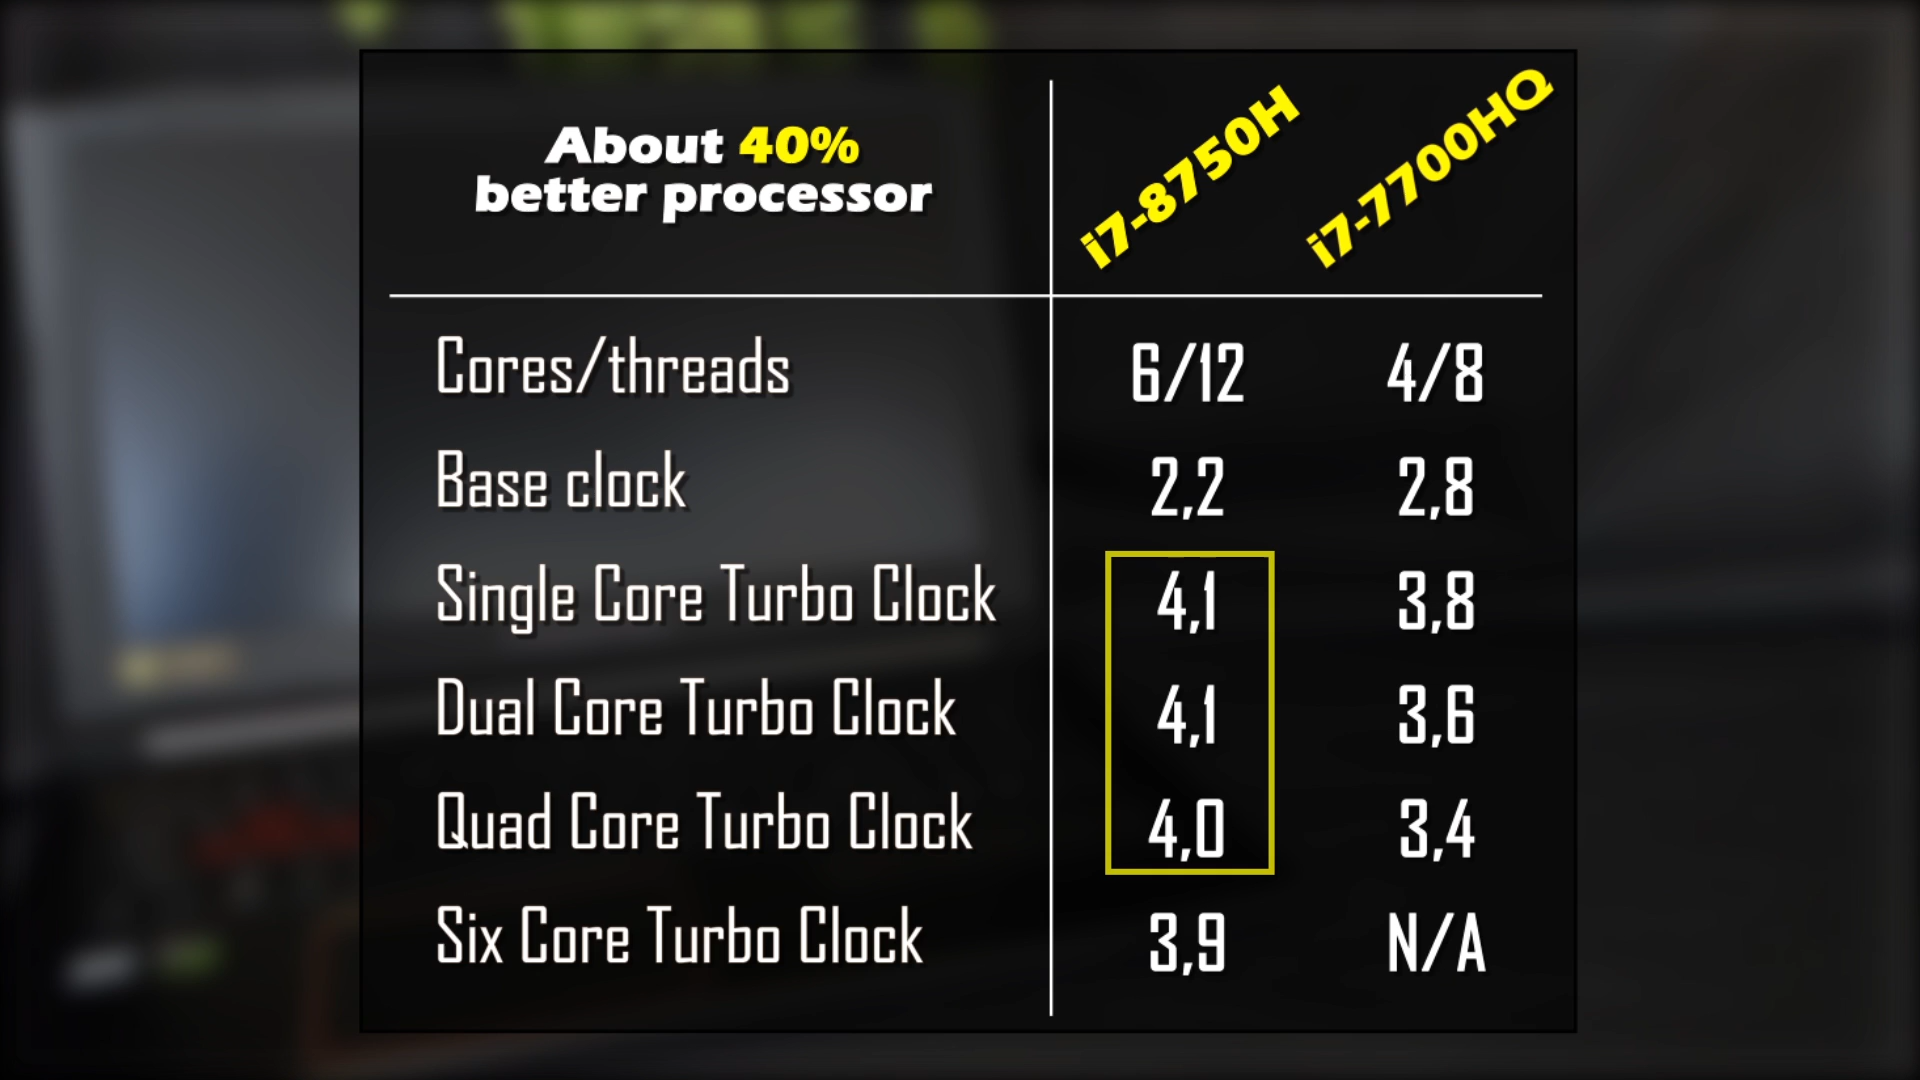 About 40%
better processor
i7-8750H
i7-7700HQ
Cores/threads 6/12 4/8
Base clock 2,2 2,8
Single Core Turbo Clock 4,1 3,8
Dual Core Turbo Clock 4,1 3,6
Quad Core Turbo Clock 4,0 3,4
Six Core Turbo Clock 3,9 N/A